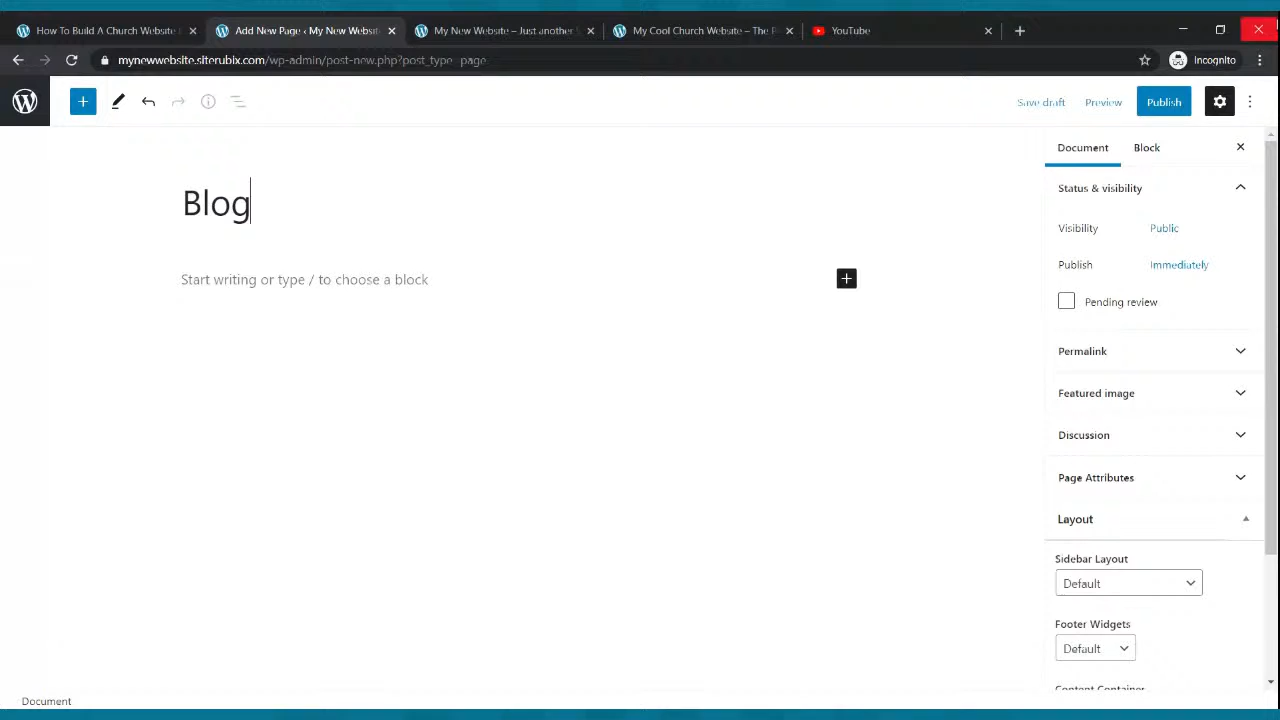 How To Build A Church Website
Add New Page ‹ My New Websit
My New Website – Just another
My Cool Church Website – The P
YouTube
mynewwebsite.siterubix.com/wp-admin/post-new.php?post_type=page
Incognito
Save draft
Preview
Publish
Document
Block
Status & visibility
Blog
Visibility
Public
Publish
Immediately
Start writing or type / to choose a block
Pending review
Permalink
Featured image
Discussion
Page Attributes
Layout
Sidebar Layout
Default
Footer Widgets
Default
Content Container
Document